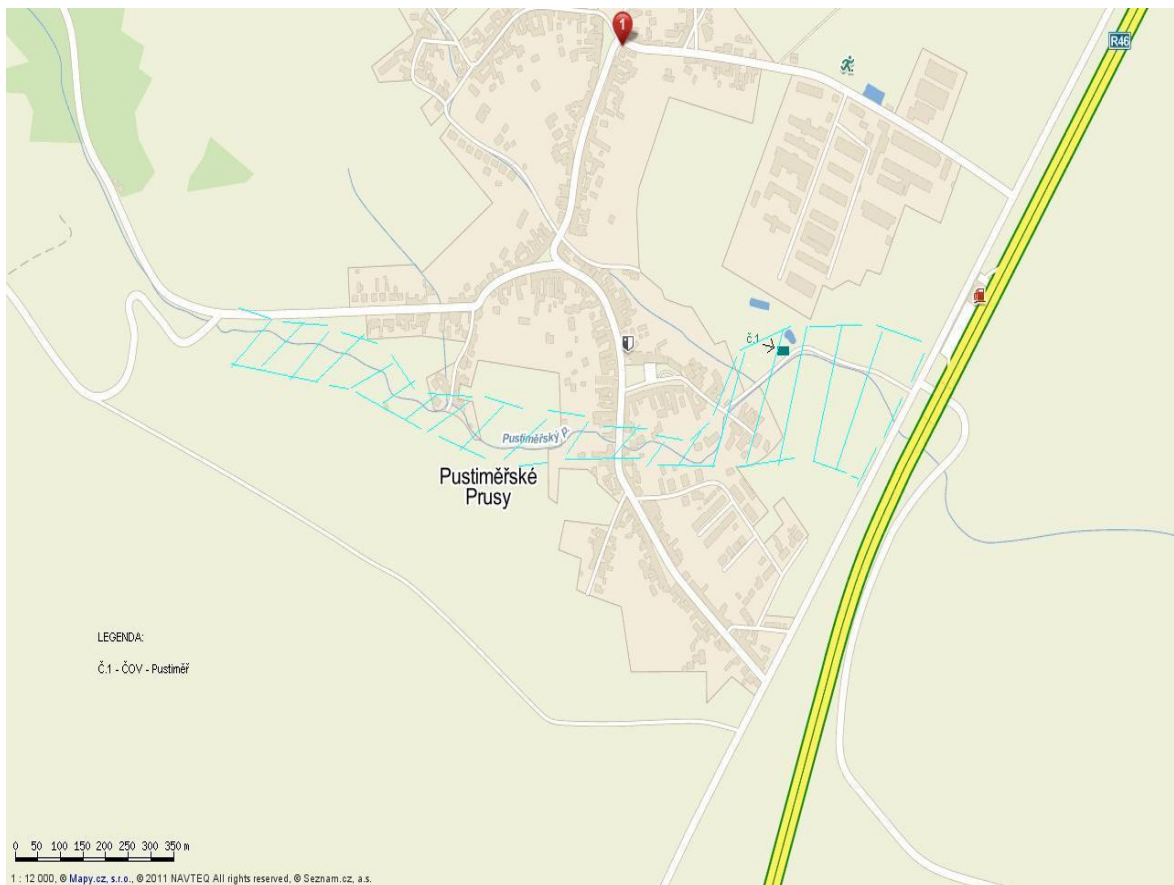 1
R46
č.1
Pustiměřský p.
Pustiměřské
Prusy
LEGENDA:
Č.1 - ČOV - Pustiměř
0 50 100 150 200 250 300 350 m
1 : 12 000, © Mapy.cz, s.r.o., © 2011 NAVTEQ All rights reserved, © Seznam.cz, a.s.